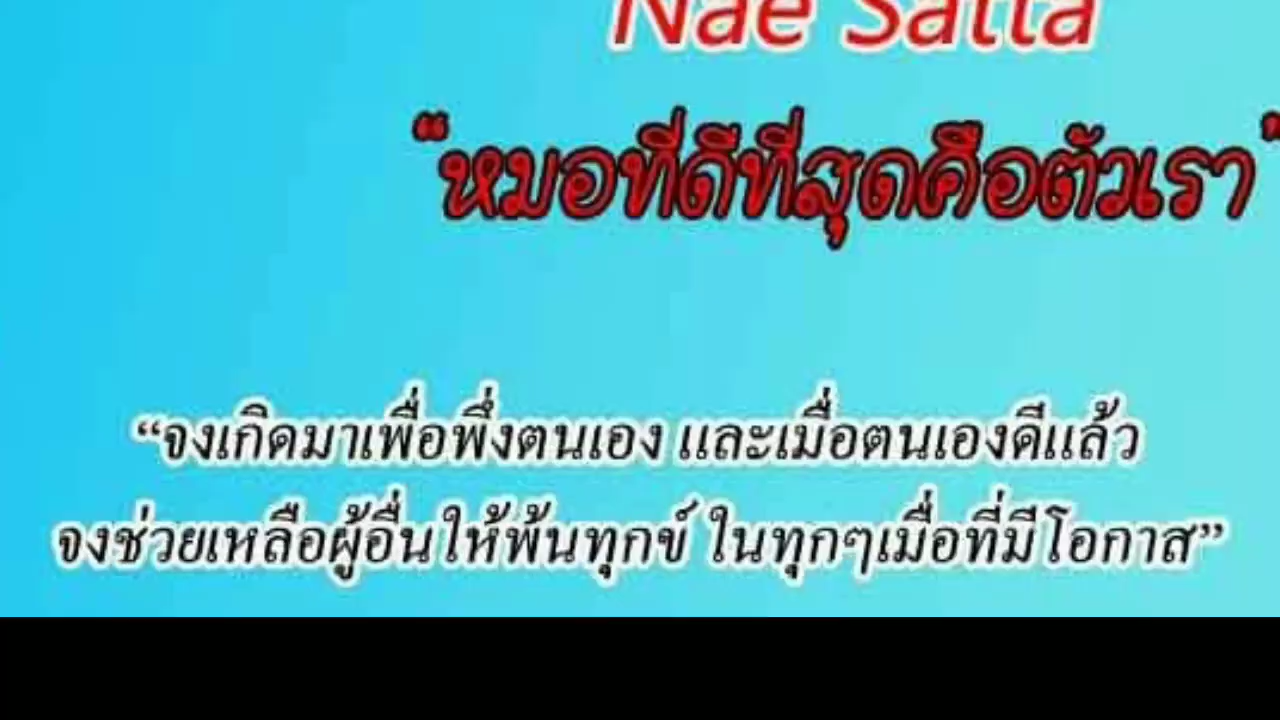 Nae Satta
“หมอที่ดีที่สุดคือตัวเรา”
“จงเกิดมาเพื่อพึ่งตนเอง และเมื่อตนเองดีแล้ว
จงช่วยเหลือผู้อื่นให้พ้นทุกข์ ในทุกๆเมื่อที่มีโอกาส”